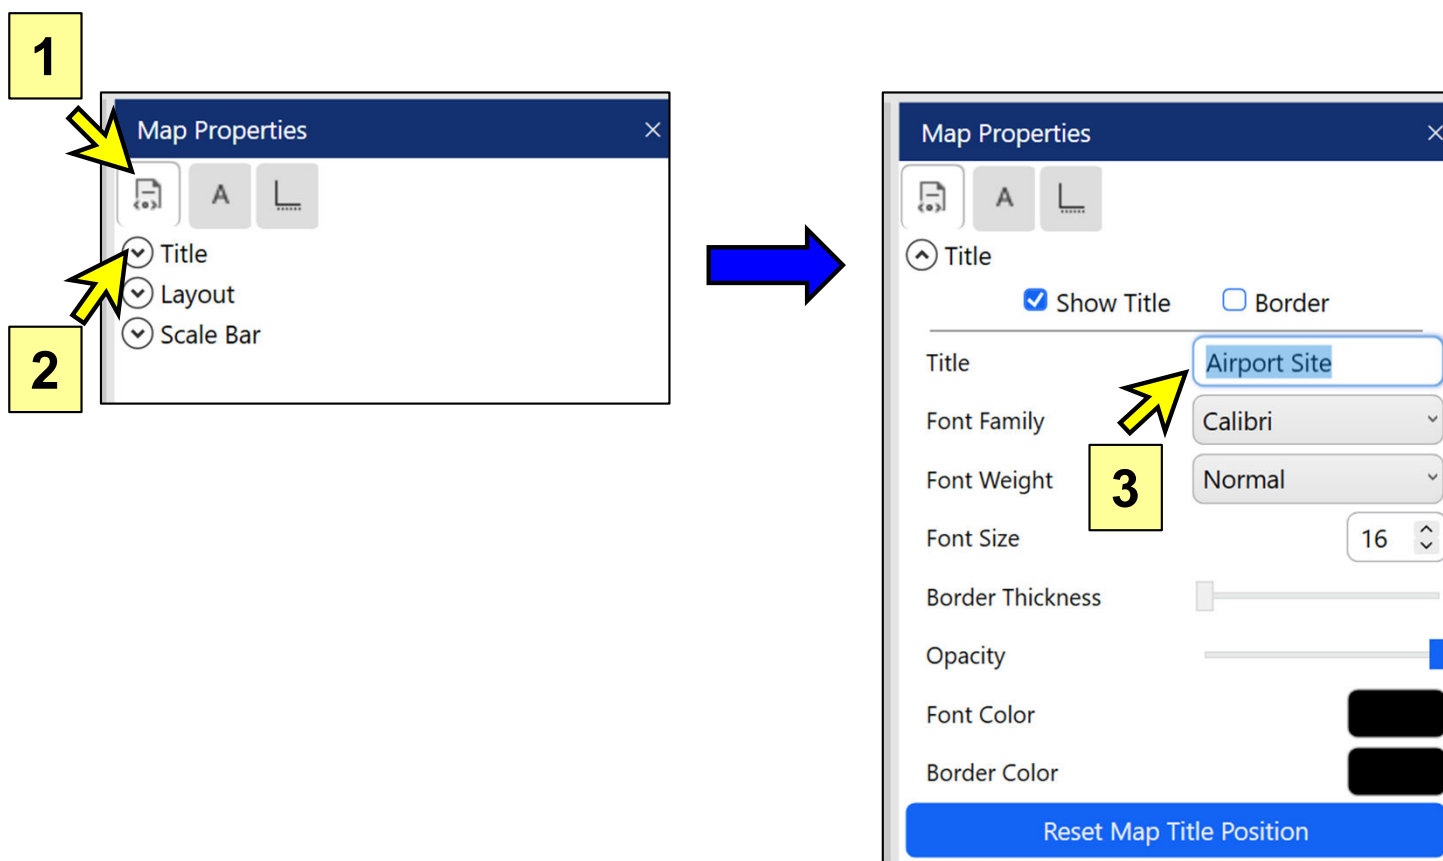 1
Map Properties
A
Title
Layout
Scale Bar
2
Map Properties
A
Title
Show Title Border
Title Airport Site
Font Family Calibri
Font Weight Normal
3
Font Size 16
Border Thickness
Opacity
Font Color
Border Color
Reset Map Title Position